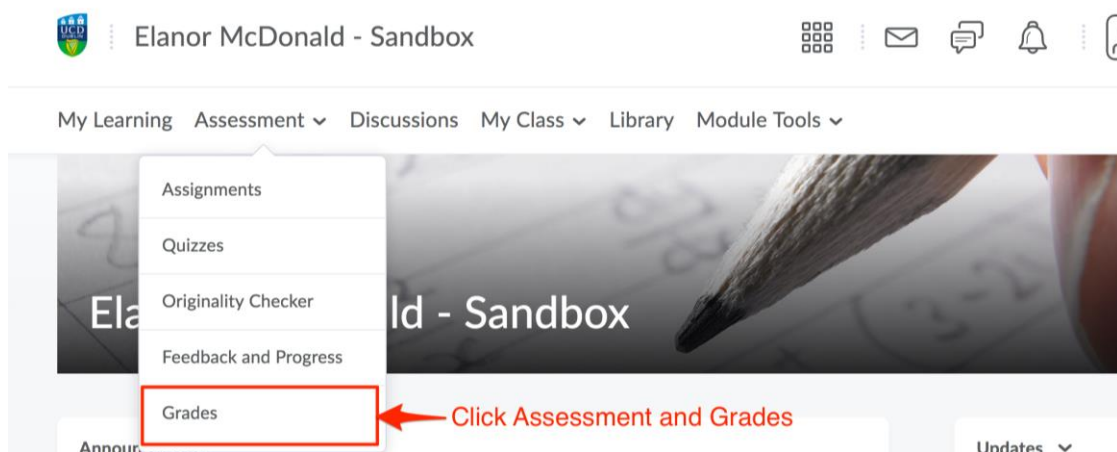 UCD
DUBLIN
Elanor McDonald - Sandbox
My Learning Assessment Discussions My Class Library Module Tools
Assignments
Quizzes
Originality Checker
Feedback and Progress
Grades
Ela ld - Sandbox
Click Assessment and Grades
Announ
Updates